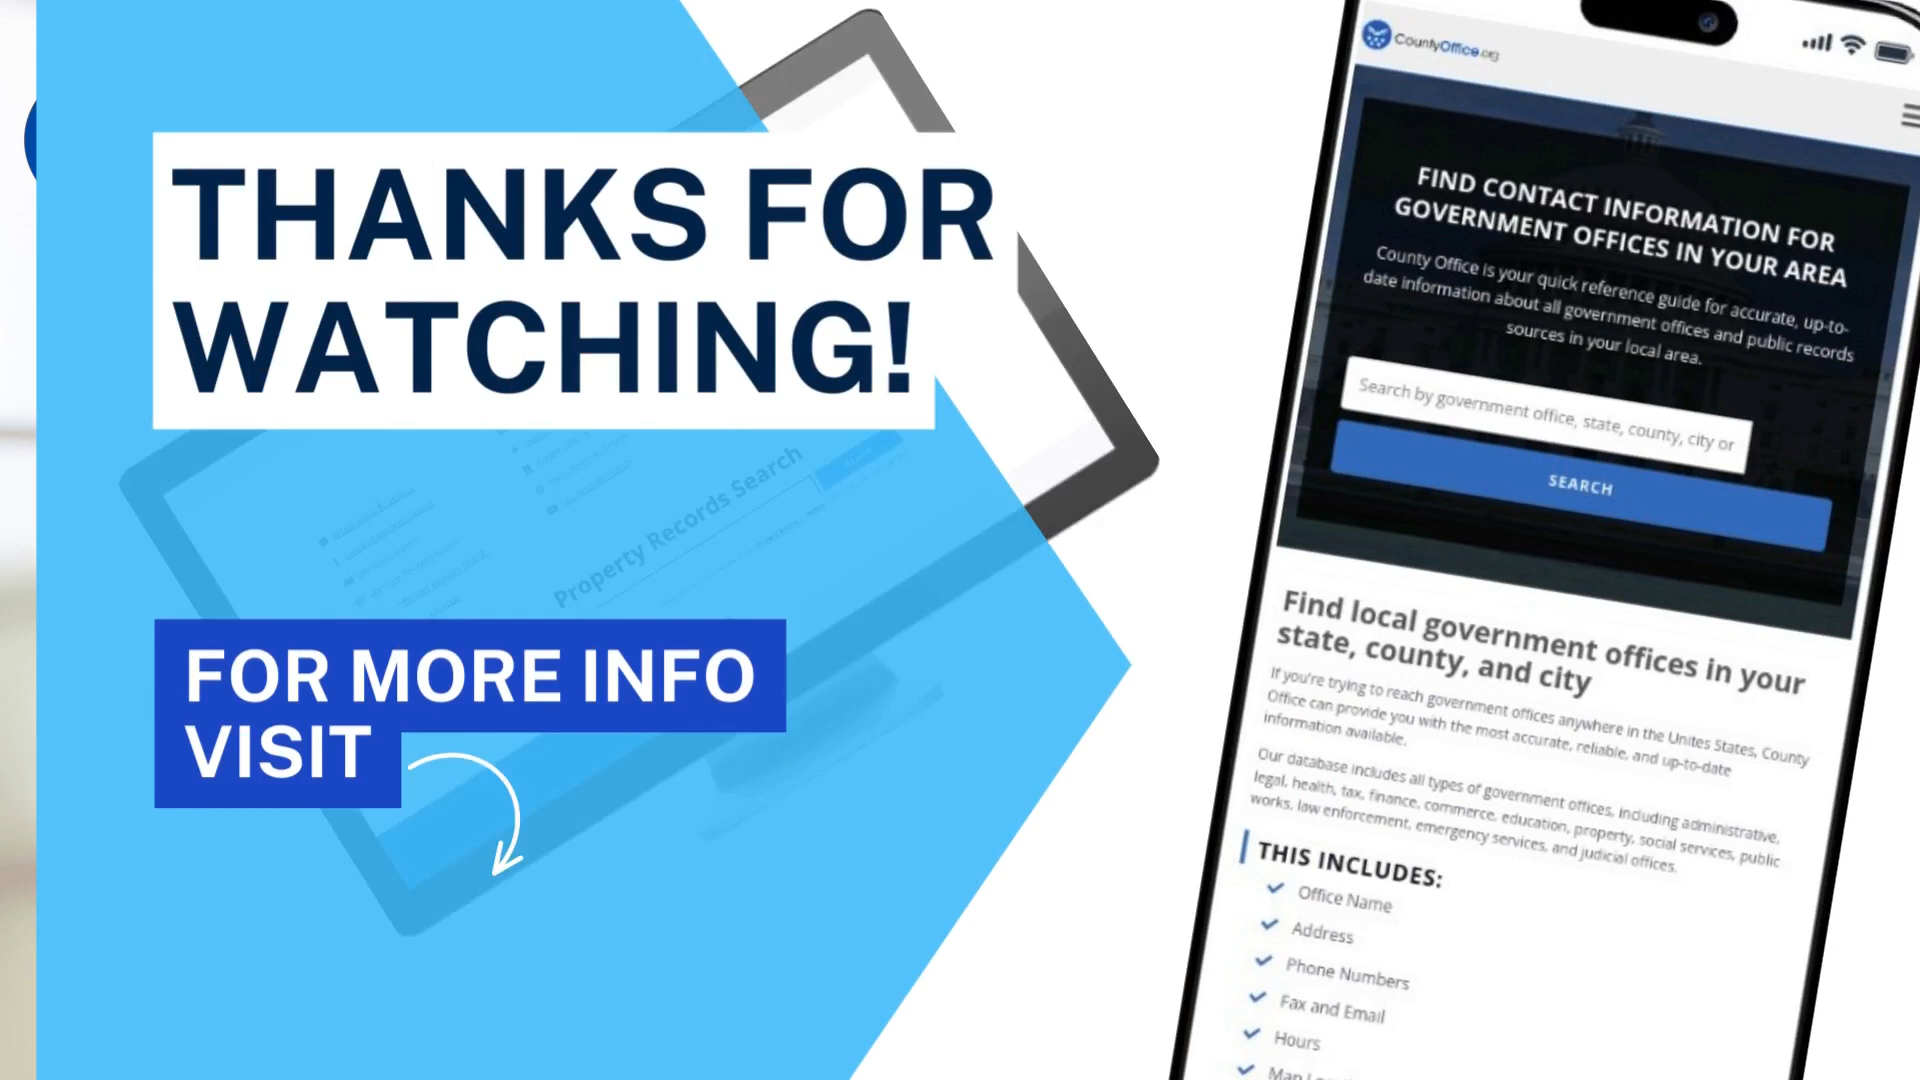 THANKS FOR
WATCHING!
Property Records Search
FOR MORE INFO
VISIT
CountyOffice.org
FIND CONTACT INFORMATION FOR
GOVERNMENT OFFICES IN YOUR AREA
County Office is your quick reference guide for accurate, up-to-
date information about all government offices and public records
sources in your local area.
Search by government office, state, county, city or
SEARCH
Find local government offices in your
state, county, and city
If you're trying to reach government offices anywhere in the Unites States, County
Office can provide you with the most accurate, reliable, and up-to-date
information available.
Our database includes all types of government offices, including administrative,
legal, health, tax, finance, commerce, education, property, social services, public
works, law enforcement, emergency services, and judicial offices.
THIS INCLUDES:
Office Name
Address
Phone Numbers
Fax and Email
Hours
Map